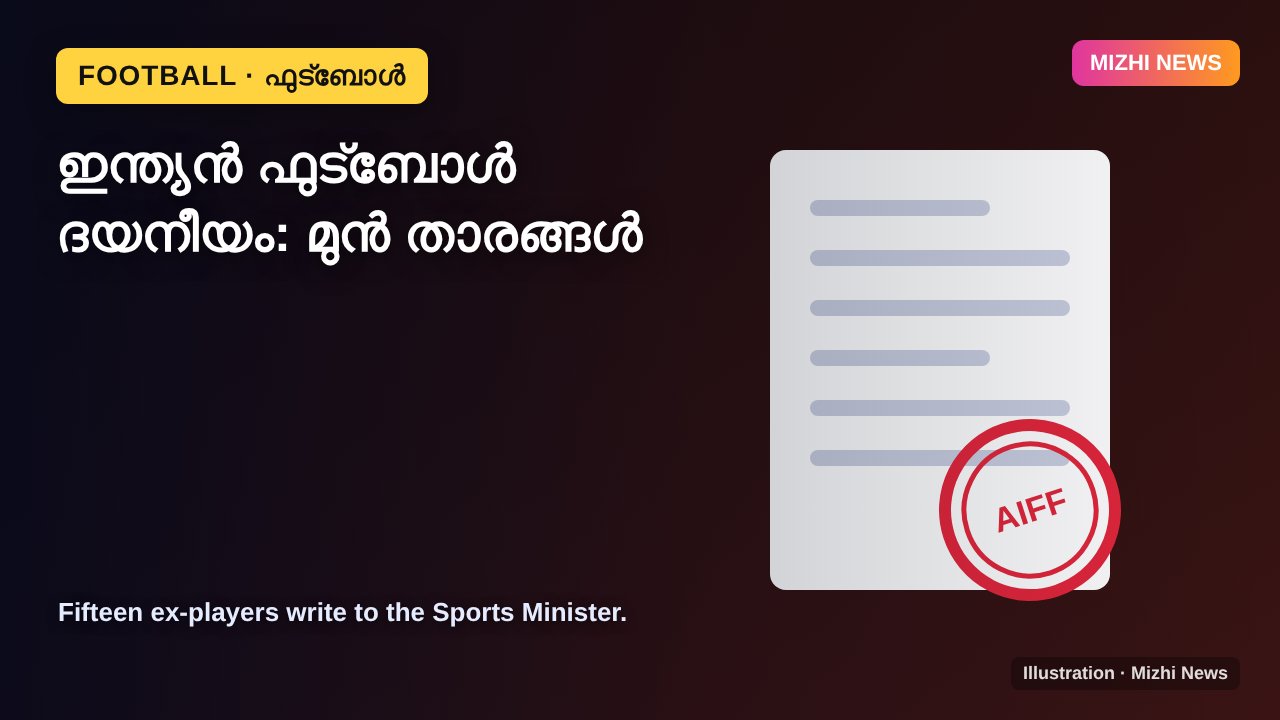 FOOTBALL · ഫുട്ബോൾ
MIZHI NEWS
ഇന്ത്യൻ ഫുട്ബോൾ
ദയനീയം: മുൻ താരങ്ങൾ
AIFF
Fifteen ex-players write to the Sports Minister.
Illustration · Mizhi News